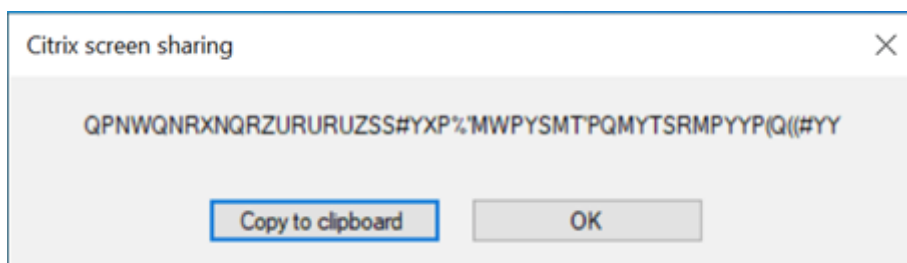 Citrix screen sharing
QPNWQNRXNQRZURURUZSS#YXP%'MWPYSMT'PQMYTSRMPYYP(Q((#YY
Copy to clipboard
OK